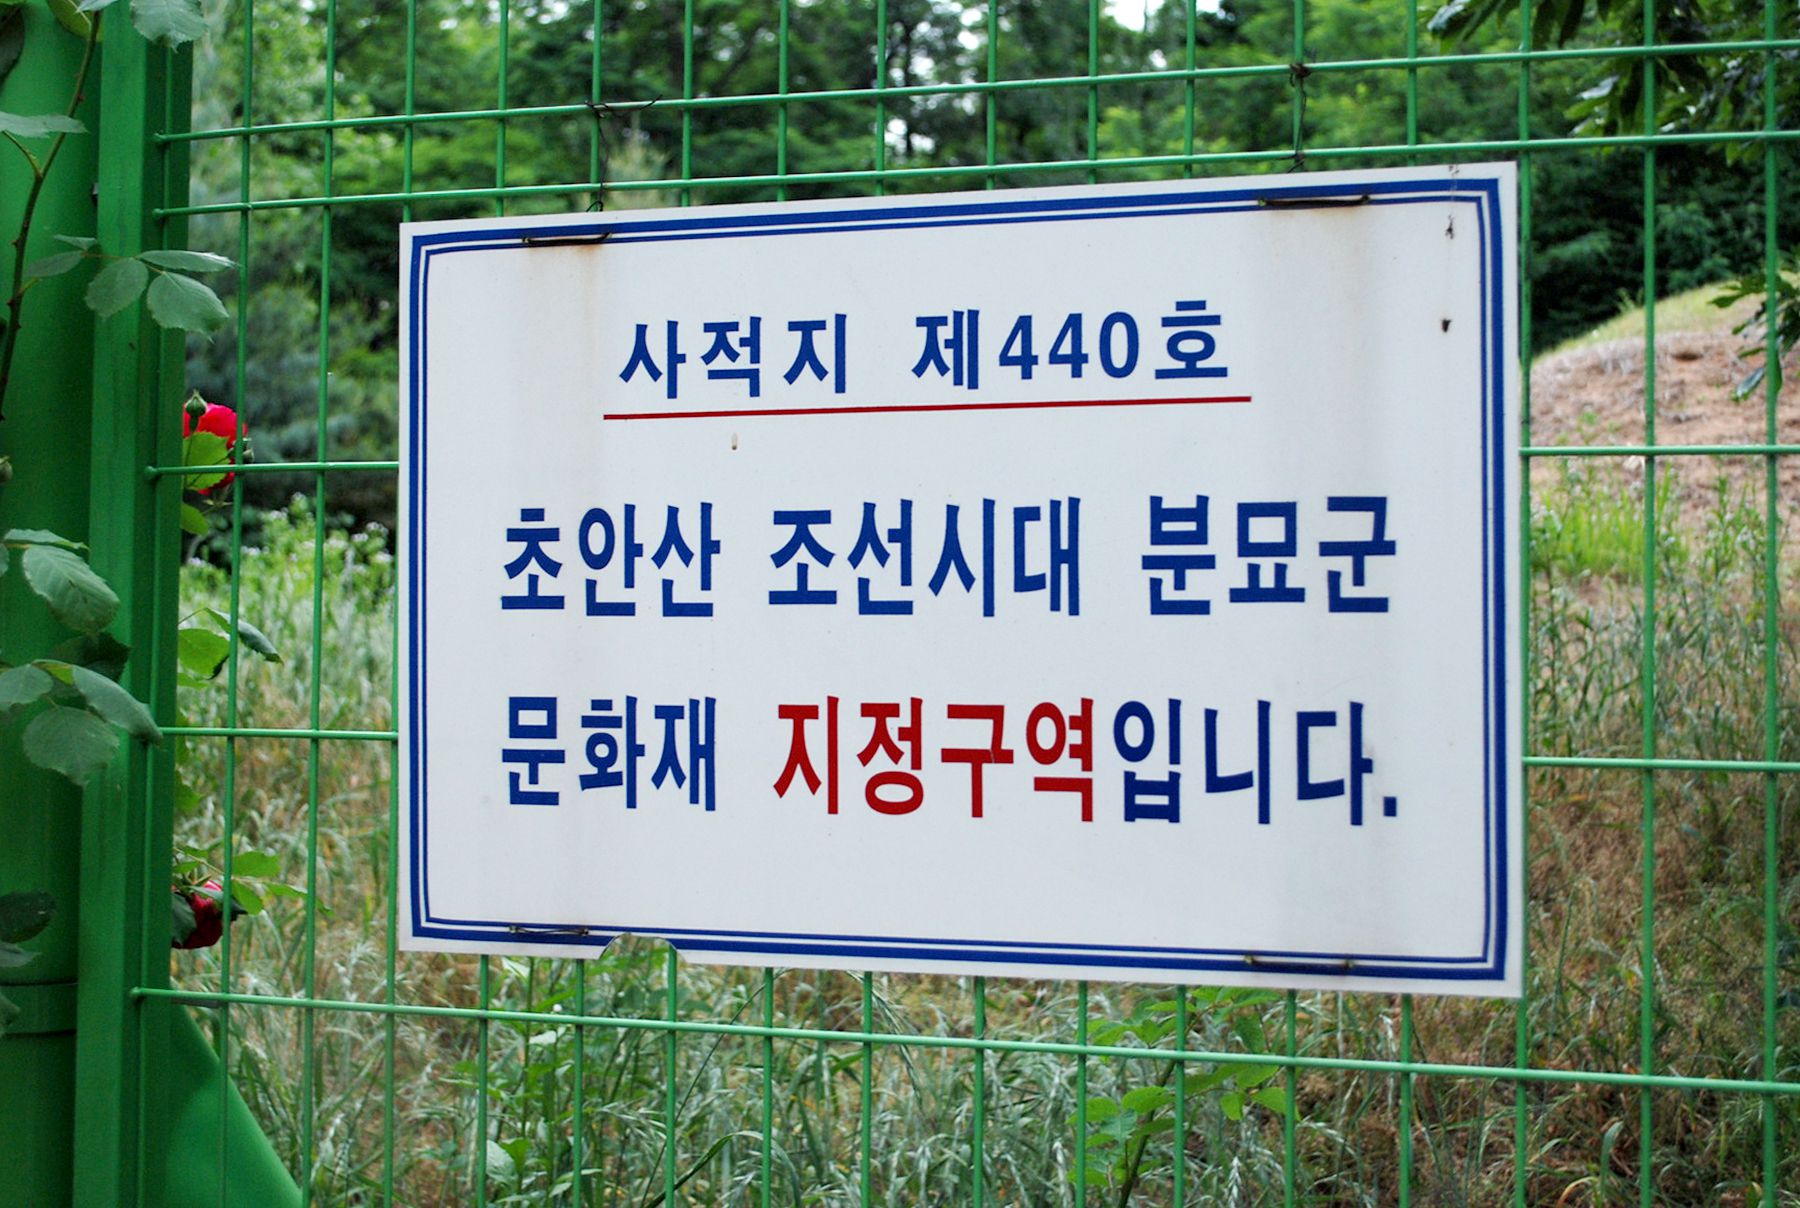 사적지 제440호
초안산 조선시대 분묘군
문화재 지정구역입니다.